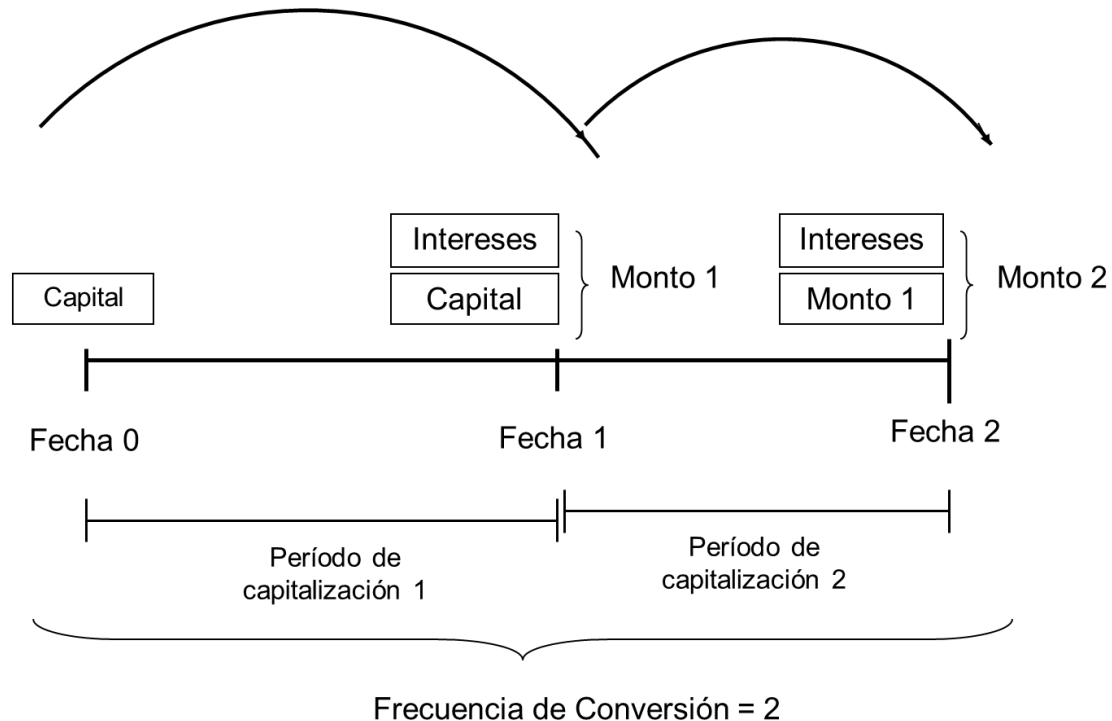 Intereses
Intereses
Capital
Capital
Monto 1
Monto 1
Monto 2
Fecha 0
Fecha 1
Fecha 2
Período de
capitalización 1
Período de
capitalización 2
Frecuencia de Conversión = 2